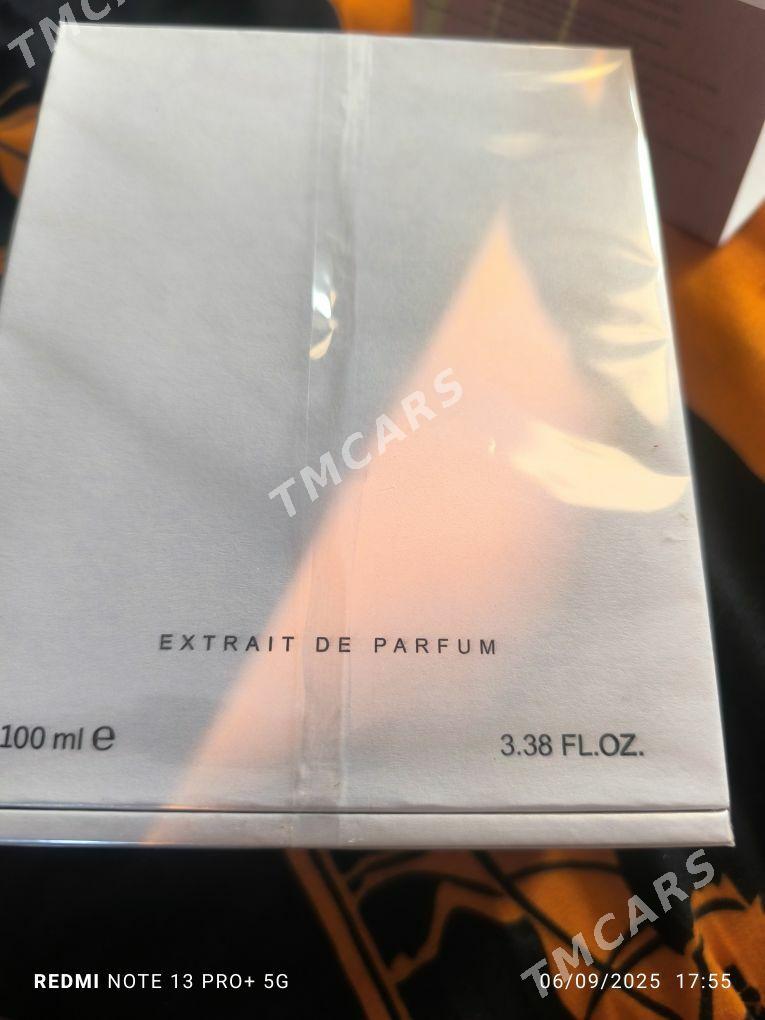 TMCARS
TMCARS
EXTRAIT DE PARFUM
100 ml e
3.38 FL.OZ.
TMCARS
REDMI NOTE 13 PRO+ 5G
06/09/2025 17:55